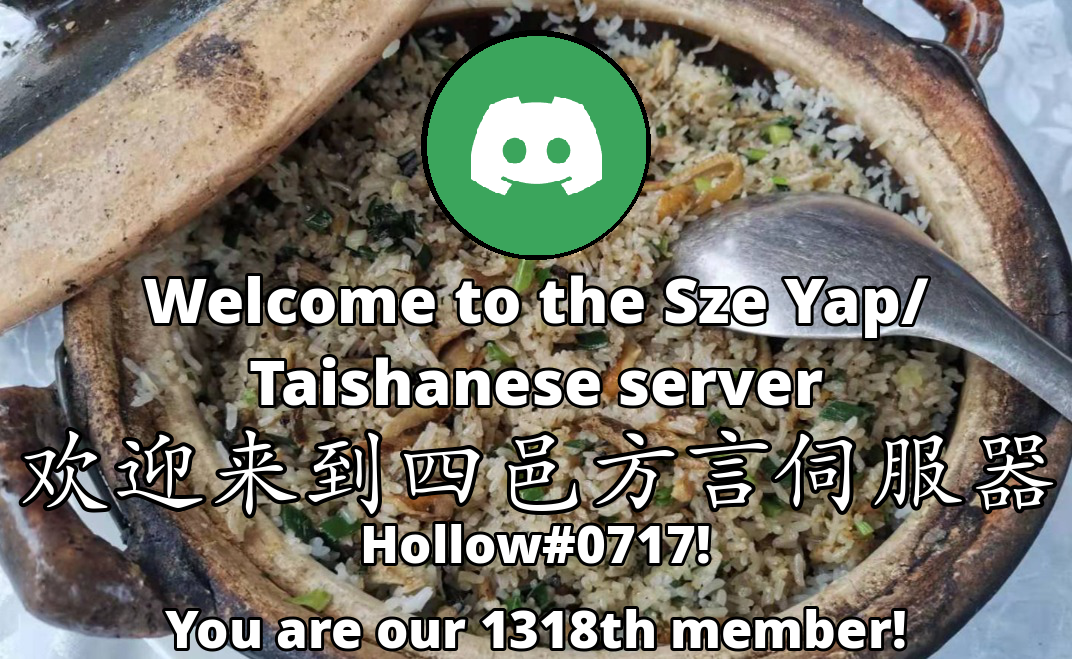 Welcome to the Sze Yap/
Taishanese server
欢迎来到四邑方言伺服器
Hollow#0717!
You are our 1318th member!